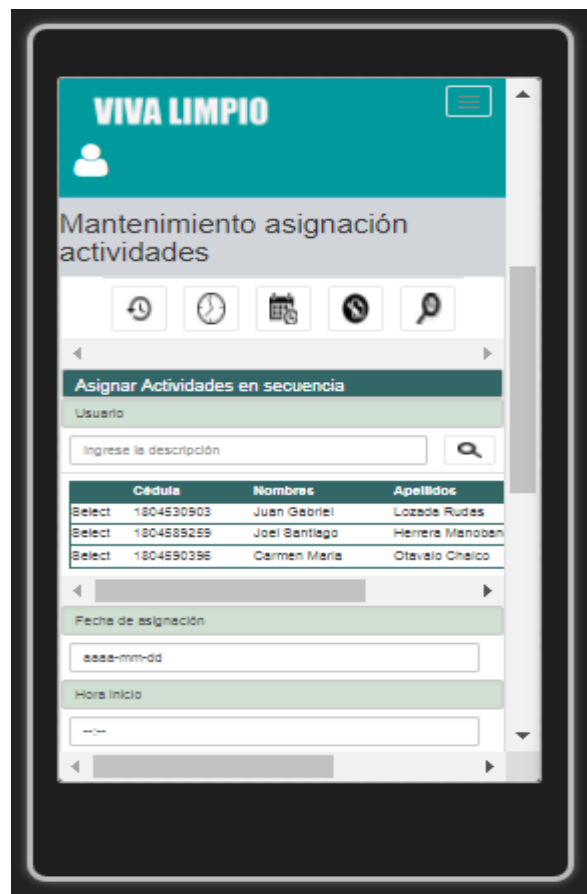 VIVA LIMPIO
Mantenimiento asignación
actividades
Asignar Actividades en secuencia
Usuario
Ingrese la descripción
Cédula Nombres Apellidos
Select 1804530903 Juan Gabriel Lozada Rudas
Select 1804589259 Joel Santiago Herrera Manoban
Select 1804590396 Carmen Maria Otavalo Chalco
Fecha de asignación
aaaa-mm-dd
Hora Inicio
--:--